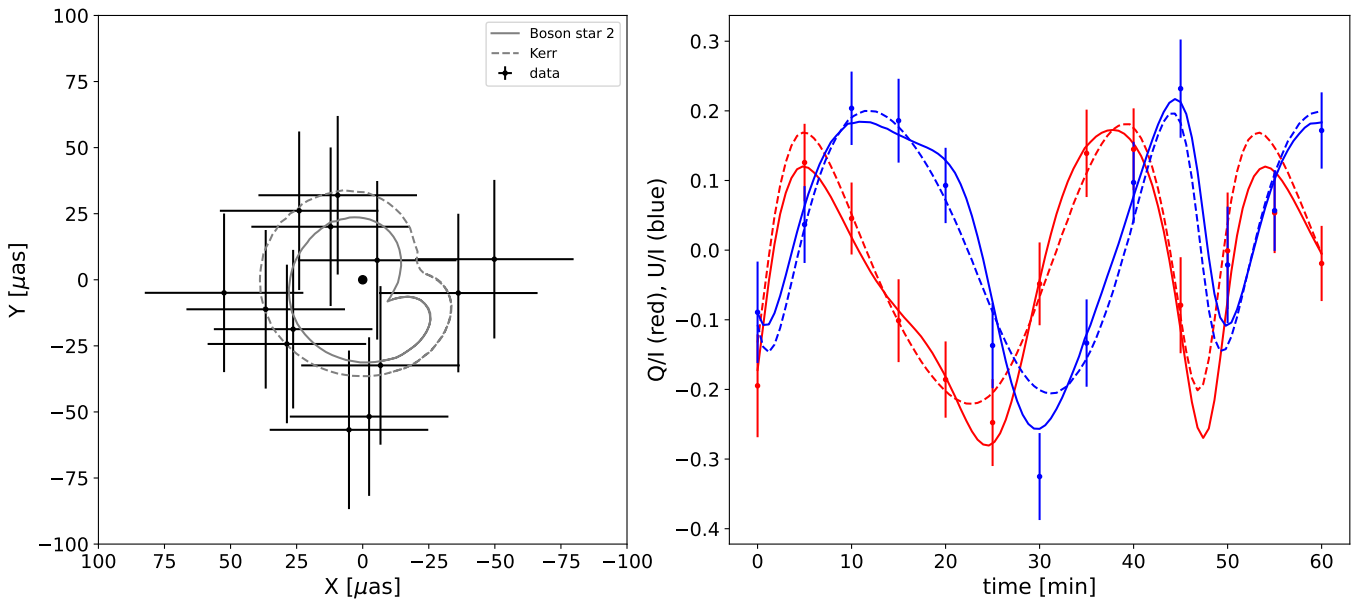 100
75
50
25
0
−25
−50
−75
−100
Y [μas]
100 75 50 25 0 −25 −50 −75 −100
X [μas]
Boson star 2
Kerr
data
0.3
0.2
0.1
0.0
−0.1
−0.2
−0.3
−0.4
Q/I (red), U/I (blue)
0 10 20 30 40 50 60
time [min]